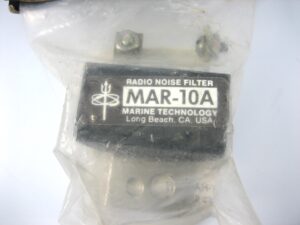 RADIO NOISE FILTER
MAR-10A
MARINE TECHNOLOGY
Long Beach, CA. USA